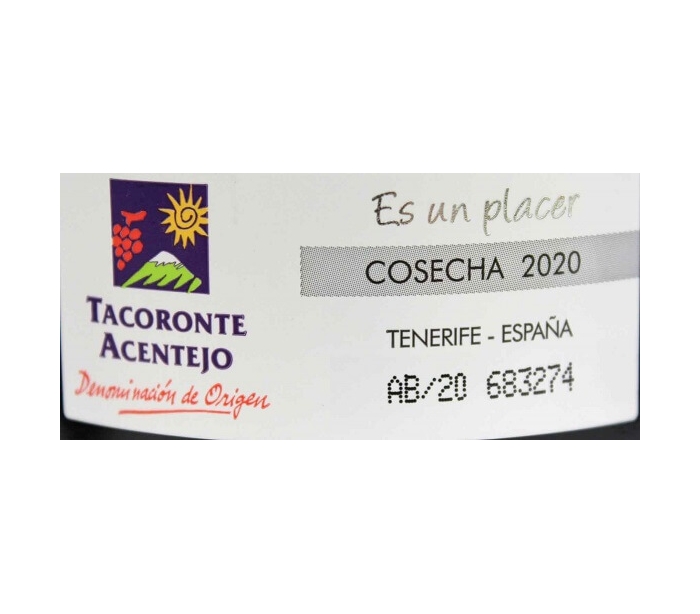 Es un placer
COSECHA 2020
TENERIFE - ESPAÑA
AB/20 683274
TACORONTE
ACENTEJO
Denominación de Origen